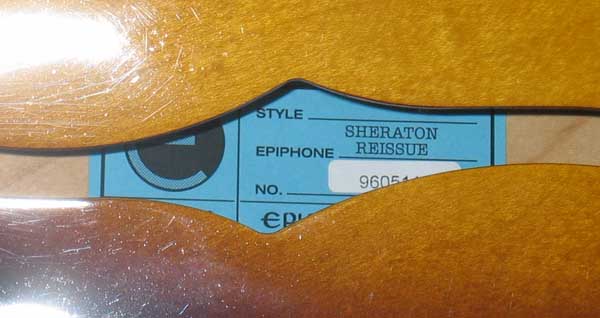 STYLE
SHERATON
EPIPHONE REISSUE
NO. 96051